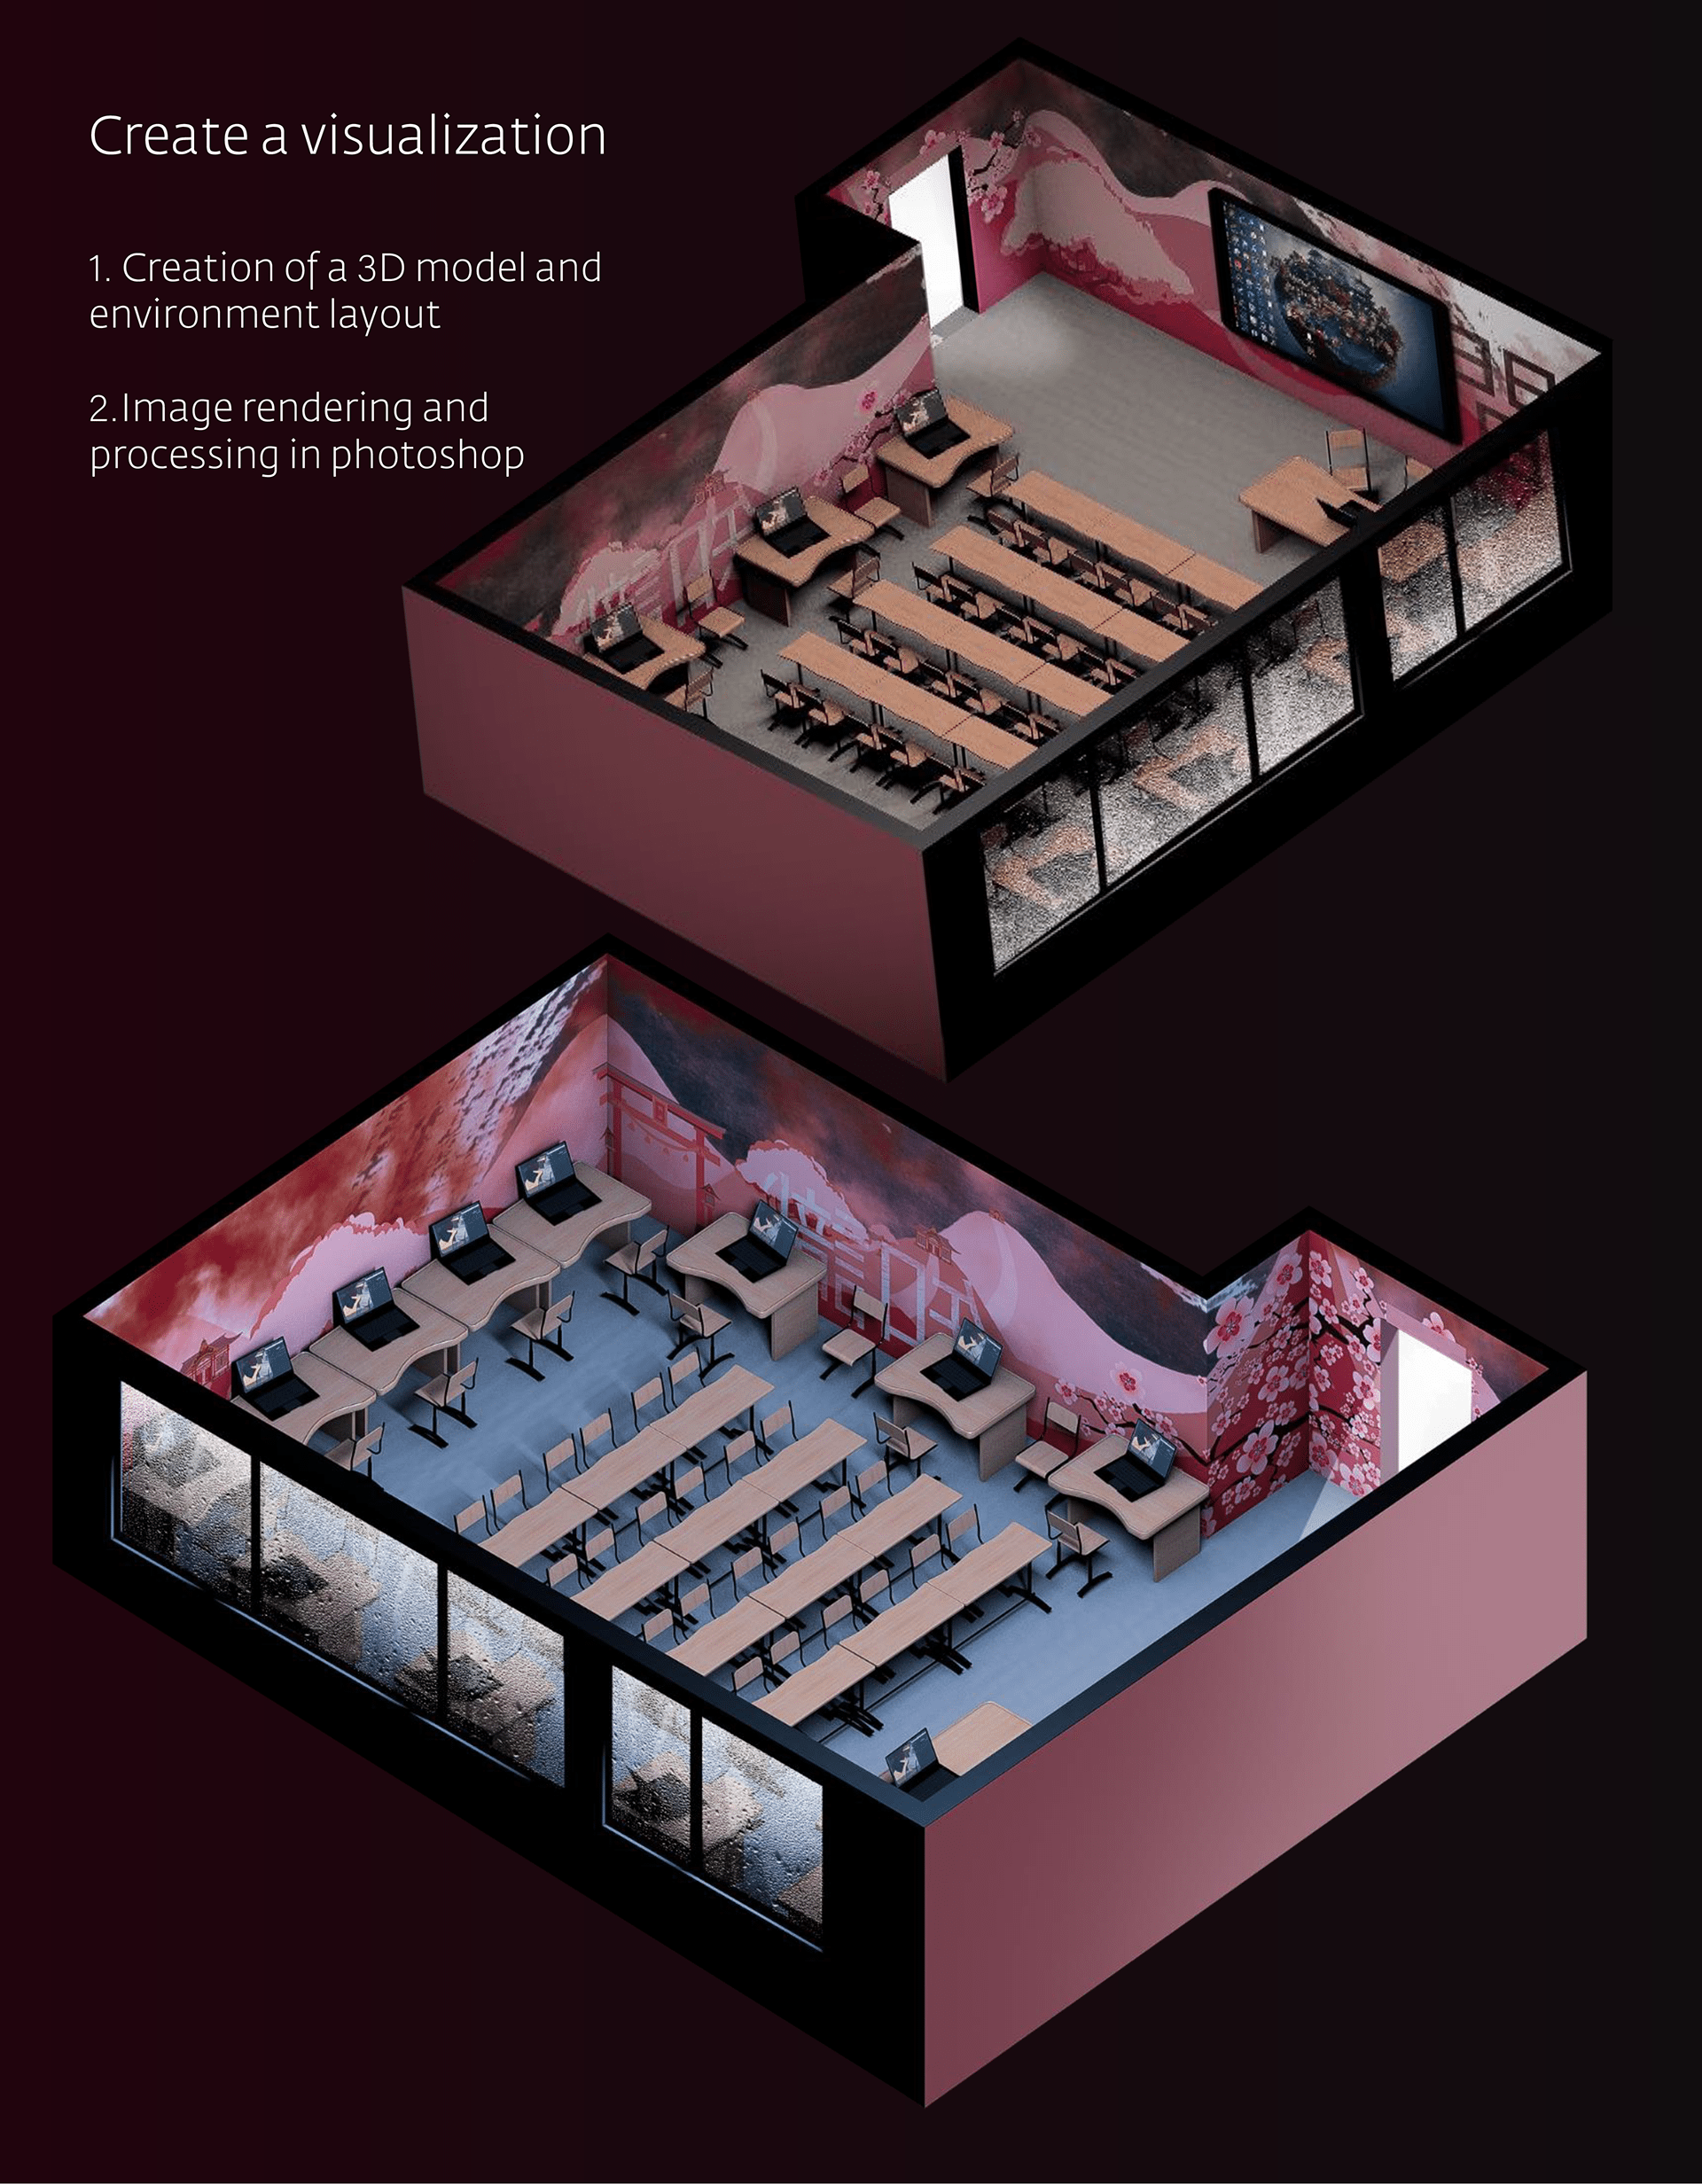 Create a visualization
1. Creation of a 3D model and
environment layout
2.Image rendering and
processing in photoshop